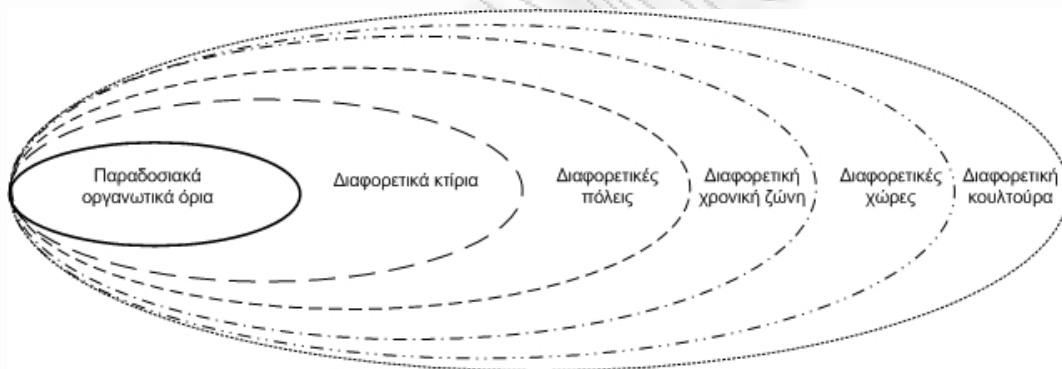 Παραδοσιακά
οργανωτικά όρια
Διαφορετικά κτίρια
Διαφορετικές
πόλεις
Διαφορετική
χρονική ζώνη
Διαφορετικές
χώρες
Διαφορετική
κουλτούρα